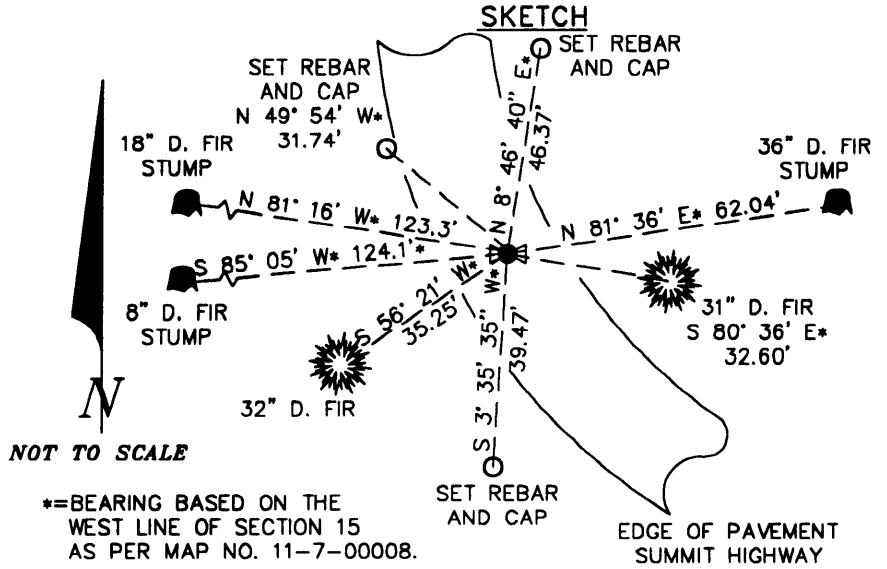 SKETCH
SET REBAR
AND CAP
SET REBAR
AND CAP
N 49° 54' W*
31.74'
N 8° 46' 40" E*
46.37'
18" D. FIR
STUMP
36" D. FIR
STUMP
N 81° 16' W* 123.3'
N 81° 36' E* 62.04'
S 85° 05' W* 124.1'*
8" D. FIR
STUMP
S 56° 21' W*
35.25'
S 3° 35' 35" W*
39.47'
31" D. FIR
S 80° 36' E*
32.60'
32" D. FIR
N
NOT TO SCALE
SET REBAR
AND CAP
*=BEARING BASED ON THE
WEST LINE OF SECTION 15
AS PER MAP NO. 11-7-00008.
EDGE OF PAVEMENT
SUMMIT HIGHWAY